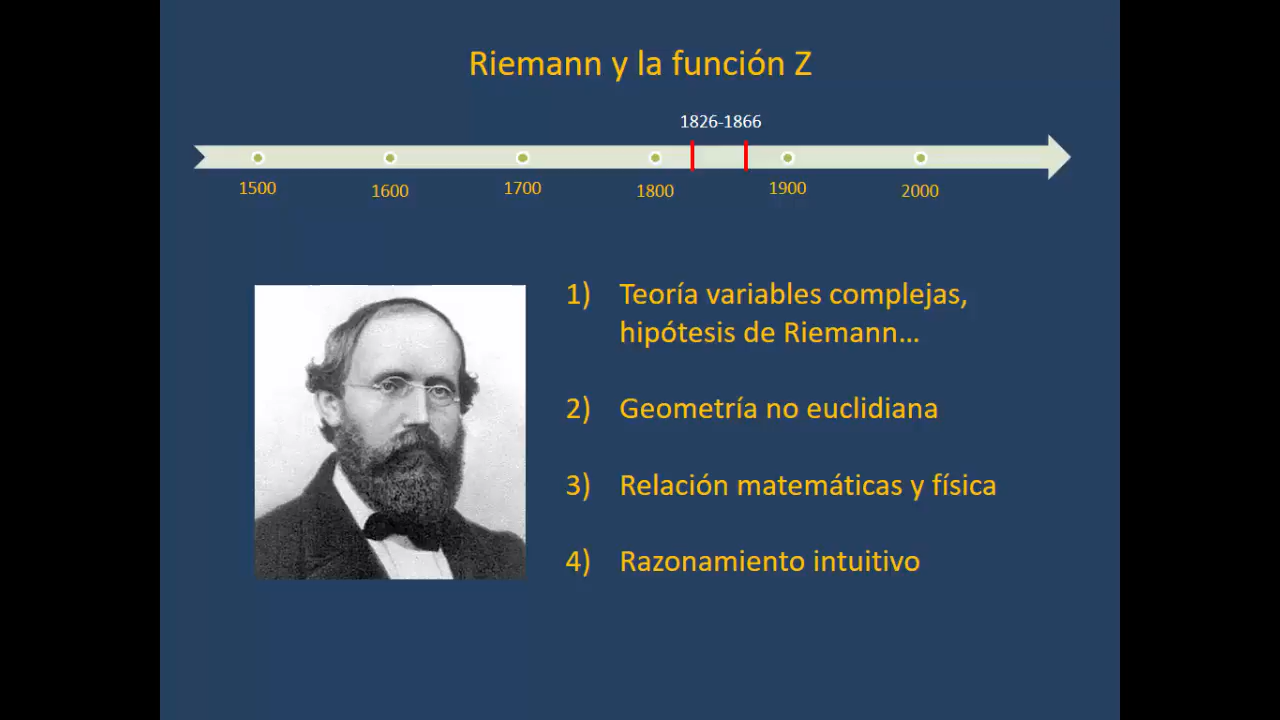 Riemann y la función Z
1826-1866
1500 1600 1700 1800 1900 2000
1) Teoría variables complejas,
hipótesis de Riemann...
2) Geometría no euclidiana
3) Relación matemáticas y física
4) Razonamiento intuitivo